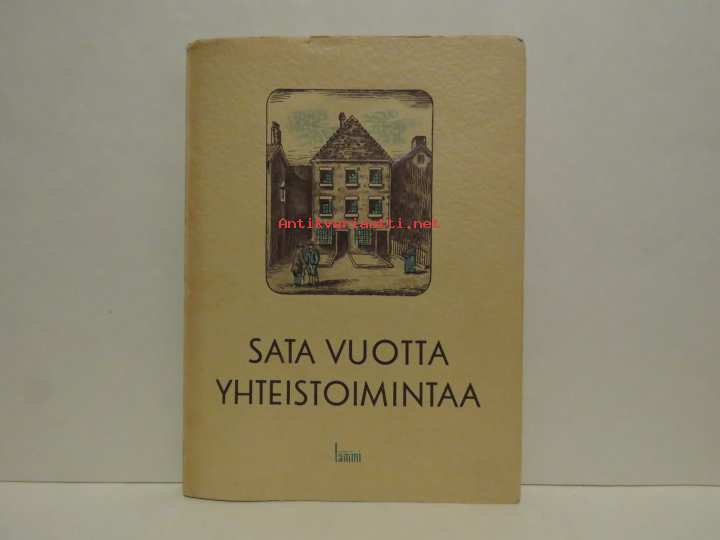 Antikvariaatti.net
SATA VUOTTA
YHTEISTOIMINTAA
Tammi